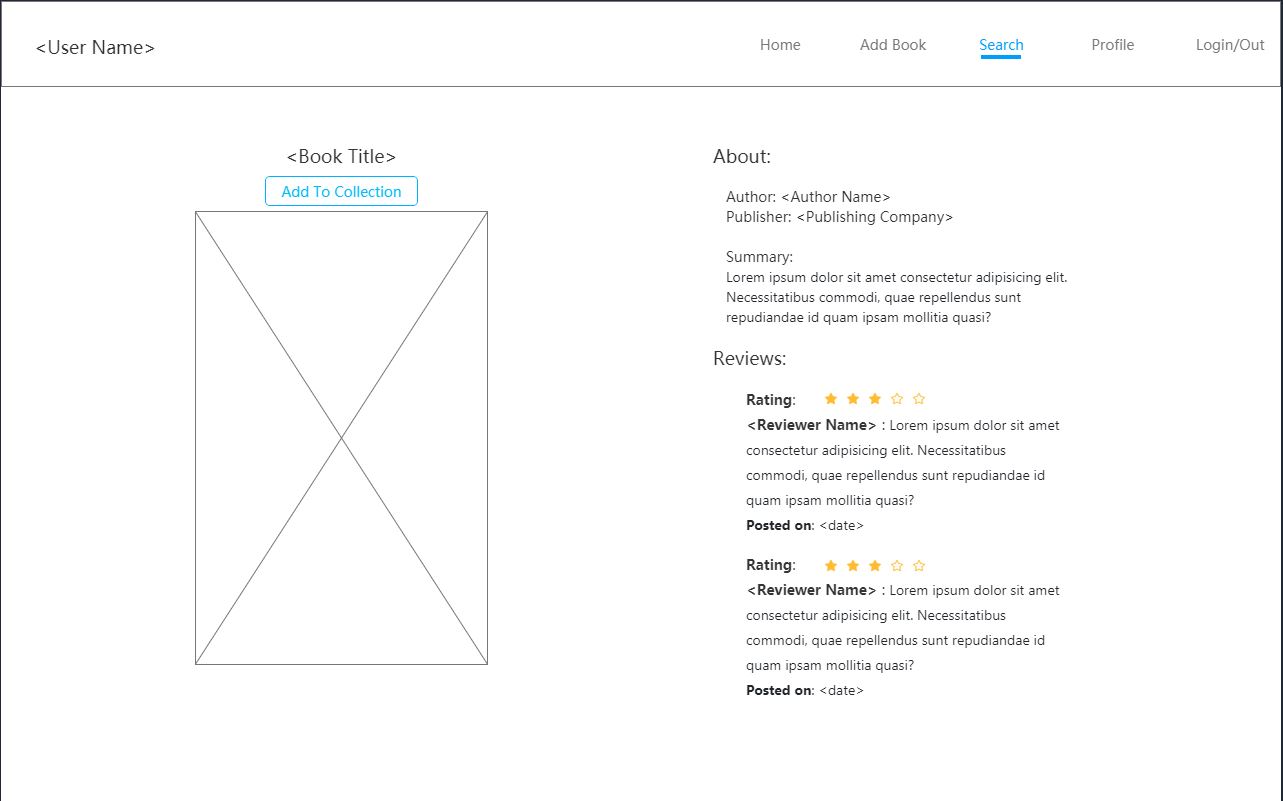 <User Name>
Home
Add Book
Search
Profile
Login/Out
<Book Title>
Add To Collection
About:
Author: <Author Name>
Publisher: <Publishing Company>
Summary:
Lorem ipsum dolor sit amet consectetur adipisicing elit.
Necessitatibus commodi, quae repellendus sunt
repudiandae id quam ipsam mollitia quasi?
Reviews:
Rating:
<Reviewer Name> : Lorem ipsum dolor sit amet
consectetur adipisicing elit. Necessitatibus
commodi, quae repellendus sunt repudiandae id
quam ipsam mollitia quasi?
Posted on: <date>
Rating:
<Reviewer Name> : Lorem ipsum dolor sit amet
consectetur adipisicing elit. Necessitatibus
commodi, quae repellendus sunt repudiandae id
quam ipsam mollitia quasi?
Posted on: <date>